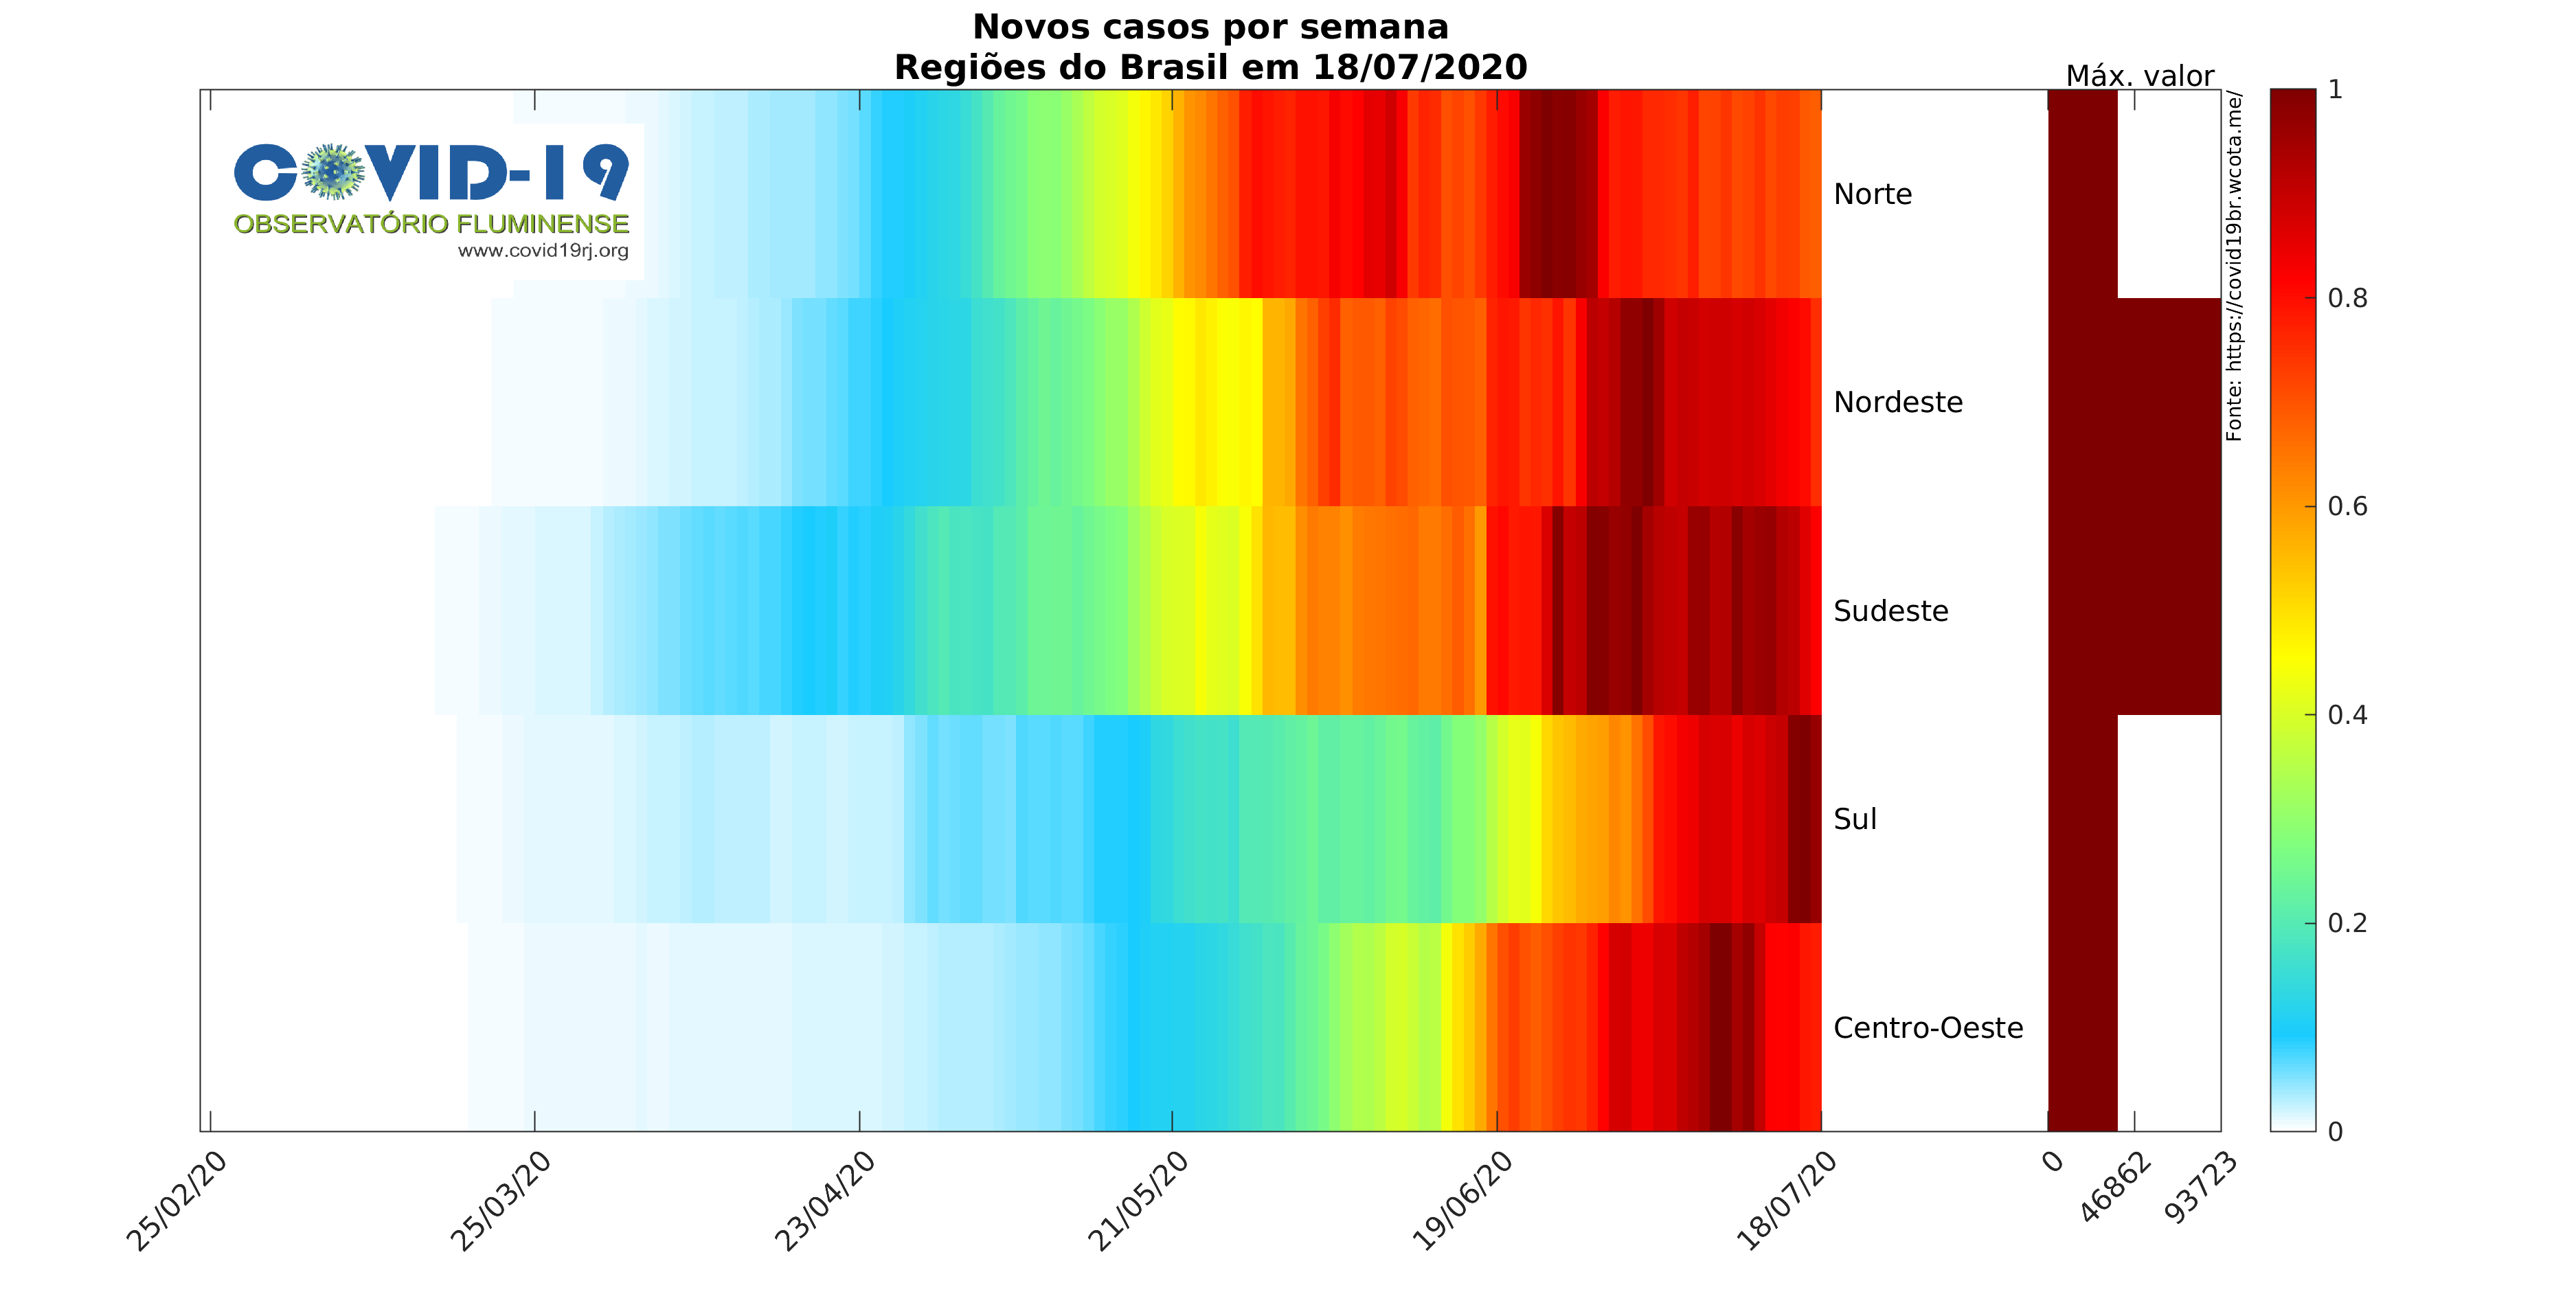 Novos casos por semana
Regiões do Brasil em 18/07/2020
Máx. valor
COVID-19
OBSERVATÓRIO FLUMINENSE
www.covid19rj.org
Norte
Nordeste
Sudeste
Sul
Centro-Oeste
Fonte: https://covid19br.wcota.me/
1
0.8
0.6
0.4
0.2
0
25/02/20
25/03/20
23/04/20
21/05/20
19/06/20
18/07/20
0
46862
93723